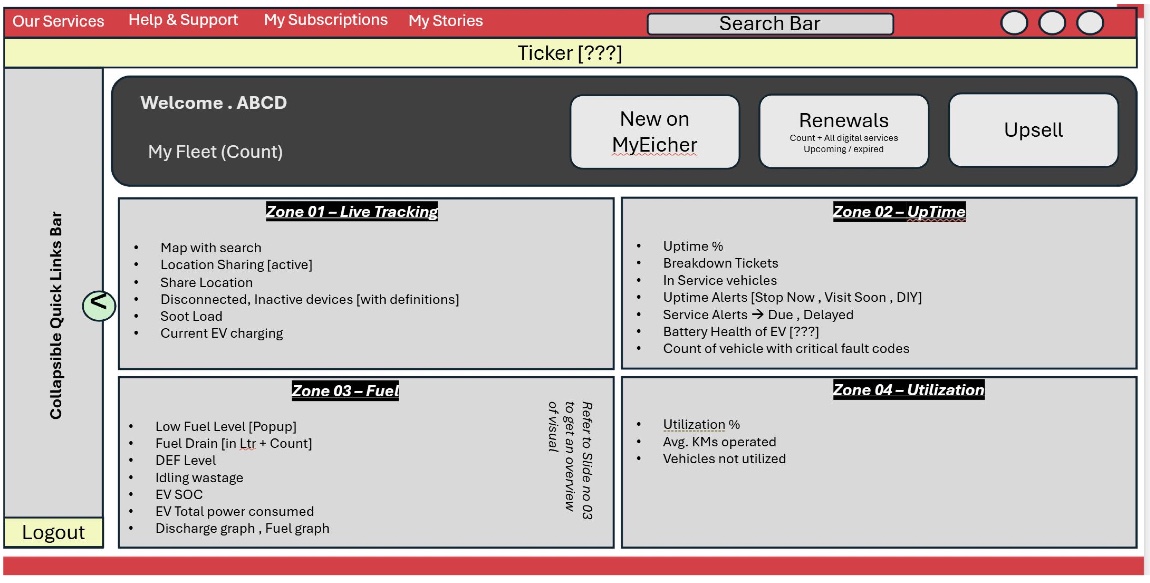 Our Services Help & Support My Subscriptions My Stories Search Bar
Ticker [???]
Welcome . ABCD
My Fleet (Count)
New on
MyEicher
Renewals
Count + All digital services
Upcoming / expired
Upsell
Collapsible Quick Links Bar
<
Logout
Zone 01 – Live Tracking
• Map with search
• Location Sharing [active]
• Share Location
• Disconnected, Inactive devices [with definitions]
• Soot Load
• Current EV charging
Zone 02 – UpTime
• Uptime %
• Breakdown Tickets
• In Service vehicles
• Uptime Alerts [Stop Now , Visit Soon , DIY]
• Service Alerts → Due , Delayed
• Battery Health of EV [???]
• Count of vehicle with critical fault codes
Zone 03 – Fuel
• Low Fuel Level [Popup]
• Fuel Drain [in Ltr + Count]
• DEF Level
• Idling wastage
• EV SOC
• EV Total power consumed
• Discharge graph , Fuel graph
Refer to Slide no 03
to get an overview
of visual
Zone 04 – Utilization
• Utilization %
• Avg. KMs operated
• Vehicles not utilized